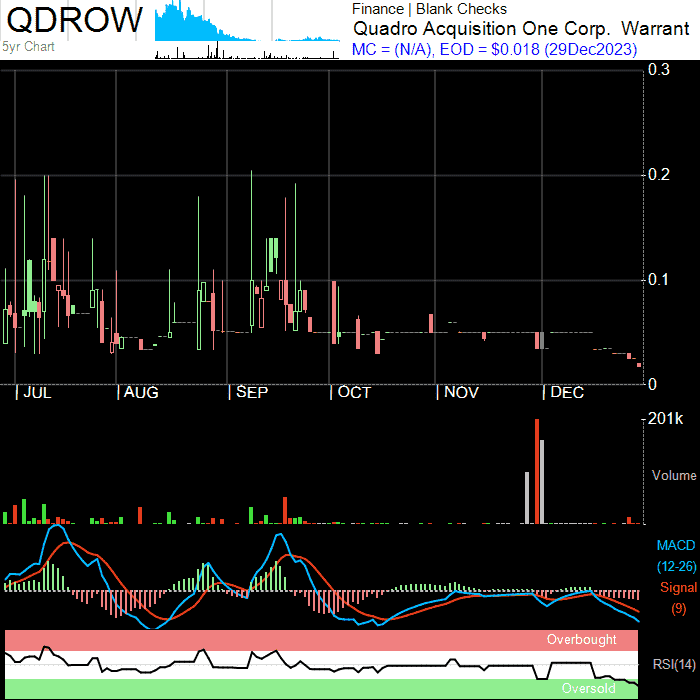 QDROW
5yr Chart
Finance | Blank Checks
Quadro Acquisition One Corp.  Warrant
MC = (N/A), EOD = $0.018 (29Dec2023)
0.3
0.2
0.1
0
JUL
AUG
SEP
OCT
NOV
DEC
201k
Volume
MACD
(12-26)
Signal
(9)
Overbought
RSI(14)
Oversold